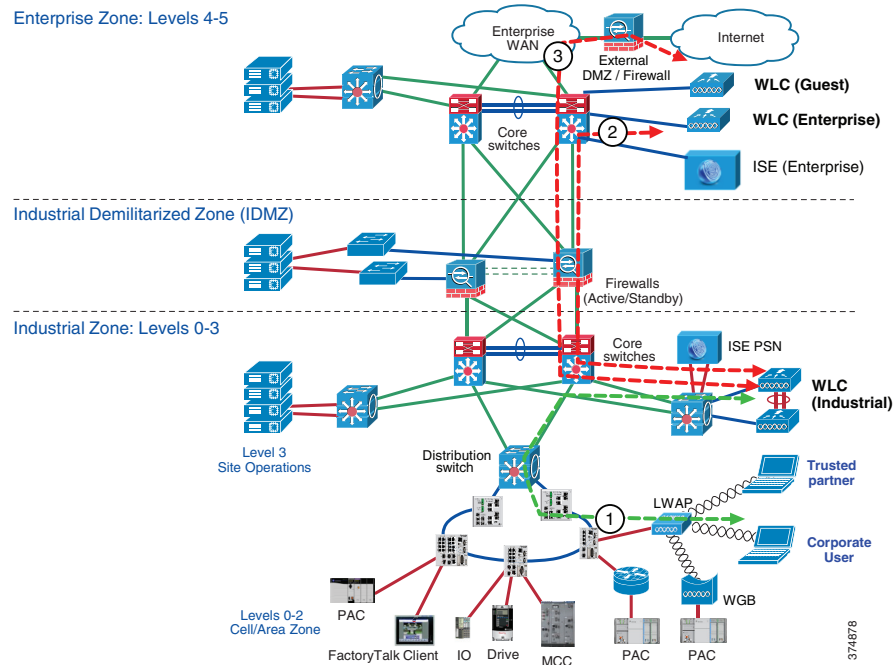 Enterprise Zone: Levels 4-5
Enterprise
WAN
3
External
DMZ / Firewall
Internet
WLC (Guest)
WLC (Enterprise)
2
Core
switches
ISE (Enterprise)
Industrial Demilitarized Zone (IDMZ)
Firewalls
(Active/Standby)
Industrial Zone: Levels 0-3
Core
switches
ISE PSN
WLC
(Industrial)
Level 3
Site Operations
Distribution
switch
Trusted
partner
LWAP
1
Corporate
User
WGB
Levels 0-2
Cell/Area Zone
PAC
FactoryTalk Client
IO
Drive
MCC
PAC
PAC
374878